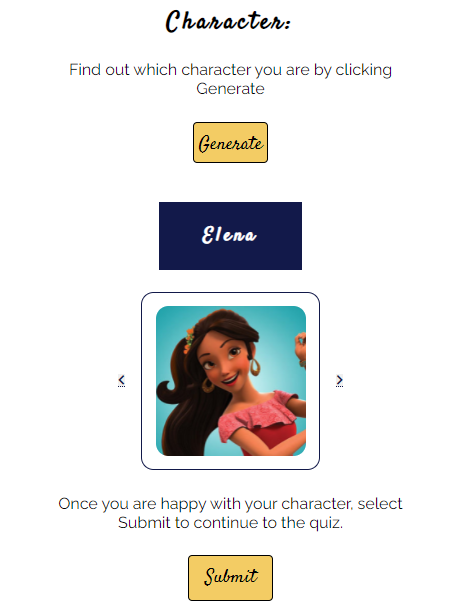 Character:
Find out which character you are by clicking
Generate
Generate
Elena
Once you are happy with your character, select
Submit to continue to the quiz.
Submit